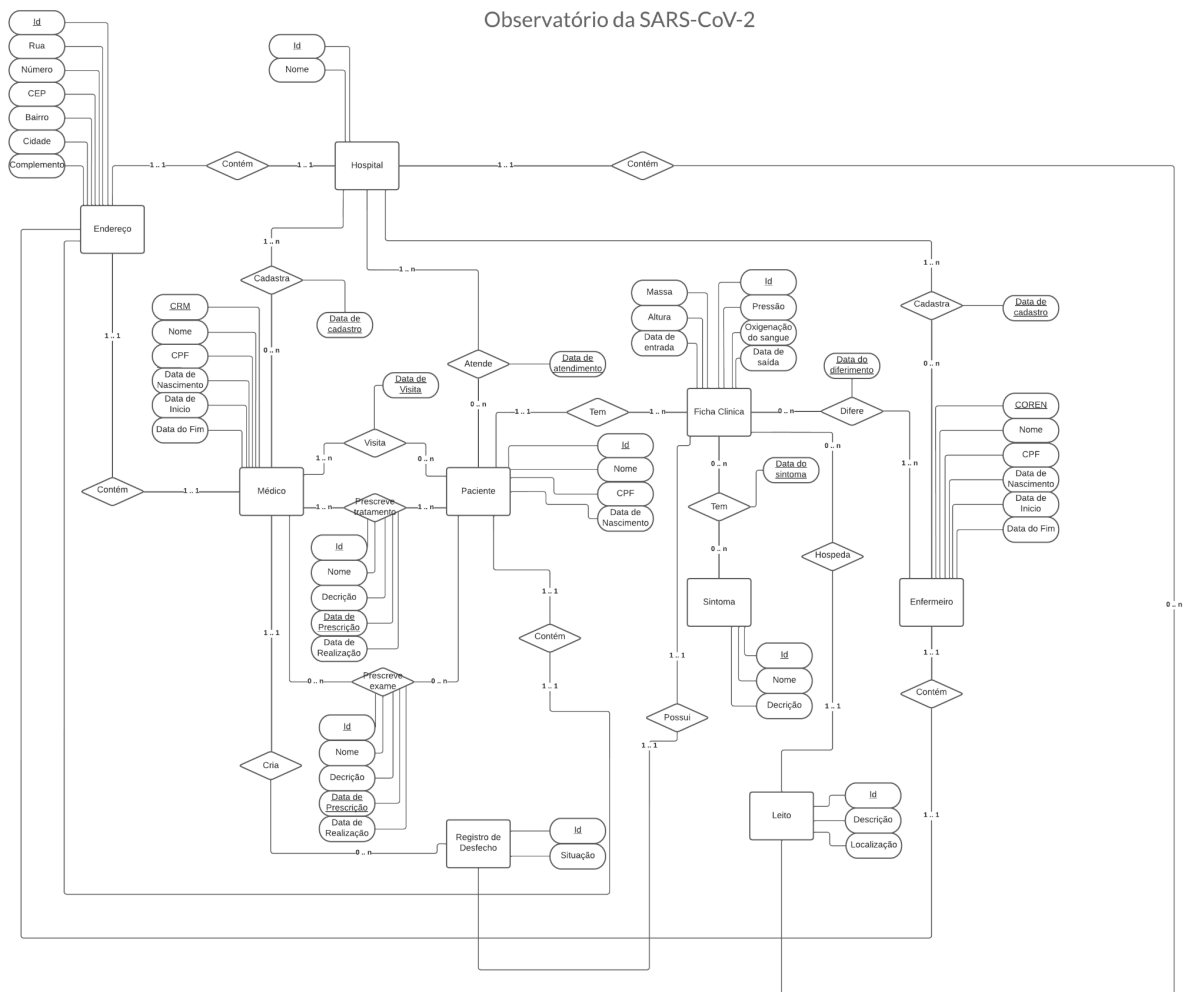 Observatório da SARS-CoV-2
Id
Rua
Número
CEP
Bairro
Cidade
Complemento
Endereço
Id
Nome
Hospital
1 .. 1
Contém
1 .. 1
1 .. 1
Contém
0 .. n
1 .. n
Cadastra
Data de
cadastro
0 .. n
1 .. n
Atende
Data de
atendimento
0 .. n
1 .. n
Cadastra
Data de
cadastro
0 .. n
1 .. 1
Contém
1 .. 1
CRM
Nome
CPF
Data de
Nascimento
Data de
Inicio
Data do Fim
Médico
Data de
Visita
1 .. n
Visita
0 .. n
1 .. n
Prescreve
tratamento
1 .. n
Id
Nome
Decrição
Data de
Prescrição
Data de
Realização
0 .. n
Prescreve
exame
0 .. n
Id
Nome
Decrição
Data de
Prescrição
Data de
Realização
Paciente
Id
Nome
CPF
Data de
Nascimento
1 .. 1
Tem
1 .. n
Massa
Altura
Data de
entrada
Id
Pressão
Oxigenação
do sangue
Data de
saída
Ficha Clinica
0 .. n
Difere
Data do
diferimento
1 .. n
0 .. n
Tem
Data do
sintoma
0 .. n
Sintoma
Id
Nome
Decrição
0 .. n
Hospeda
1 .. 1
Leito
Id
Descrição
Localização
COREN
Nome
CPF
Data de
Nascimento
Data de
Inicio
Data do Fim
Enfermeiro
1 .. 1
Contém
1 .. 1
1 .. 1
Contém
1 .. 1
1 .. 1
Possui
1 .. 1
1 .. 1
Cria
0 .. n
Registro de
Desfecho
Id
Situação